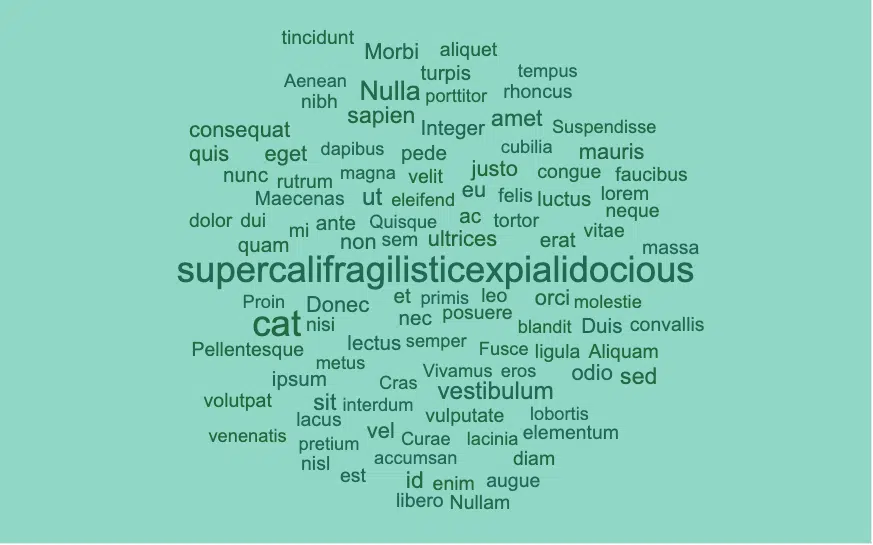 tincidunt
Morbi aliquet
turpis tempus
Aenean Nulla porttitor rhoncus
nibh
sapien Integer amet Suspendisse
consequat
quis eget dapibus pede cubilia mauris
nunc rutrum magna velit justo congue faucibus
Maecenas ut eleifend eu felis luctus lorem
neque
dolor dui mi ante Quisque ac tortor vitae
quam non sem ultrices erat massa
supercalifragilisticexpialidocious
Proin Donec et primis leo orci molestie
cat nisi nec posuere blandit Duis convallis
Pellentesque lectus semper Fusce ligula Aliquam
metus
ipsum Cras Vivamus eros odio sed
volutpat sit interdum vestibulum
lacus vulputate lobortis
venenatis pretium vel Curae lacinia elementum
nisl accumsan diam
est id enim augue
libero Nullam